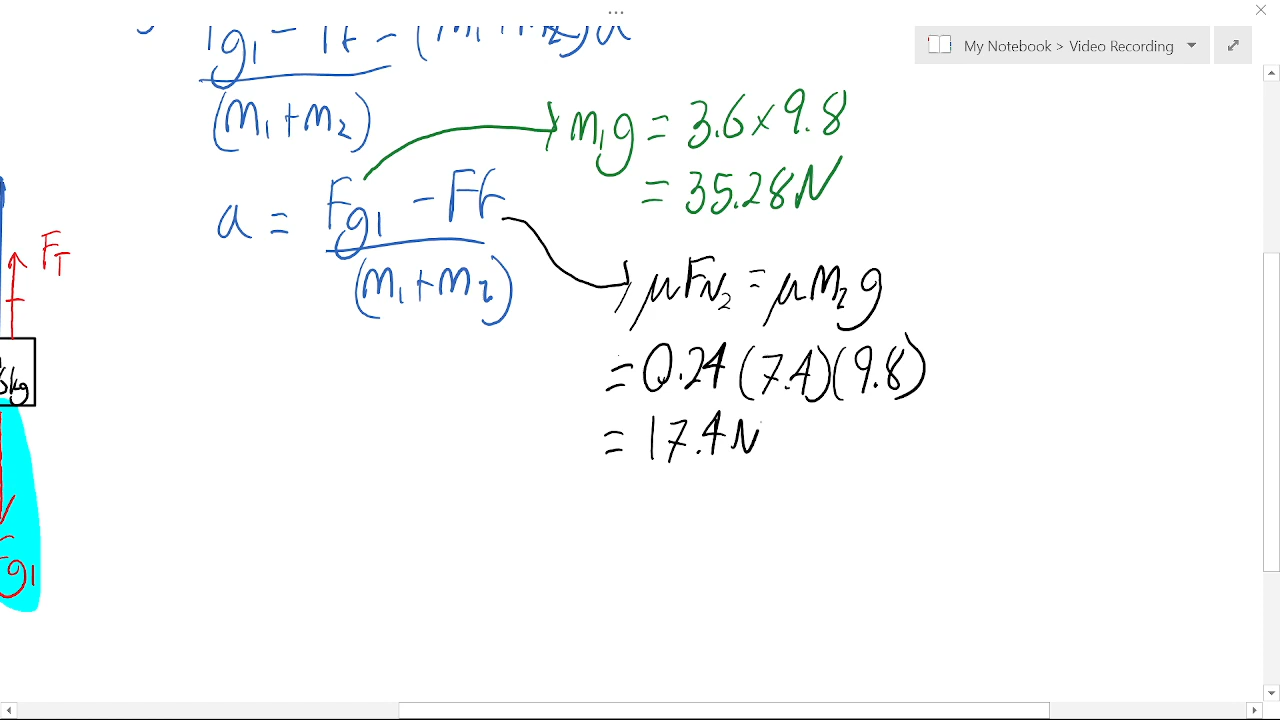 My Notebook > Video Recording
(m₁+m₂)
m₁g = 3.6 × 9.8
= 35.28N
a = Fg₁ - Ff
(m₁+m₂)
μFN₂ = μm₂g
= 0.24 (7.4)(9.8)
= 17.4N
FT
kg
Fg1